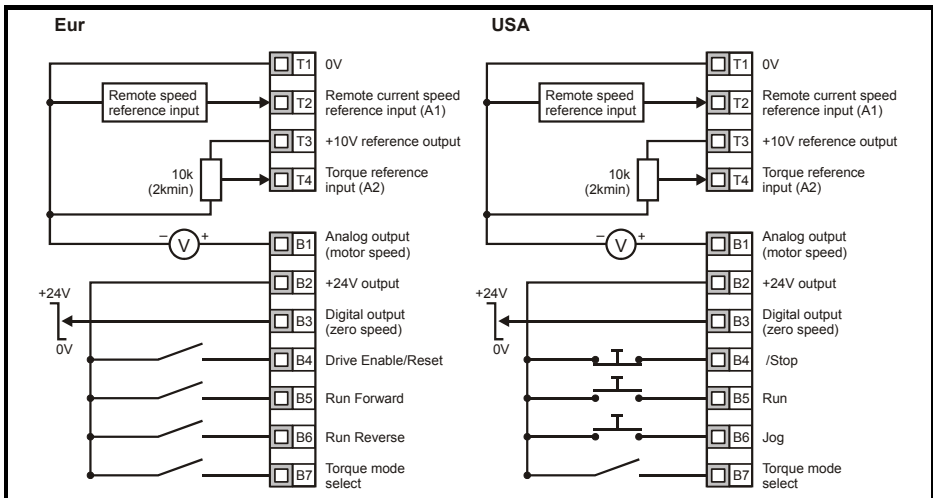 Eur
T1 0V
Remote speed
reference input
T2 Remote current speed
reference input (A1)
T3 +10V reference output
10k
(2kmin)
T4 Torque reference
input (A2)
− V +
B1 Analog output
(motor speed)
B2 +24V output
+24V
0V
B3 Digital output
(zero speed)
B4 Drive Enable/Reset
B5 Run Forward
B6 Run Reverse
B7 Torque mode
select
USA
T1 0V
Remote speed
reference input
T2 Remote current speed
reference input (A1)
T3 +10V reference output
10k
(2kmin)
T4 Torque reference
input (A2)
− V +
B1 Analog output
(motor speed)
B2 +24V output
+24V
0V
B3 Digital output
(zero speed)
B4 /Stop
B5 Run
B6 Jog
B7 Torque mode
select